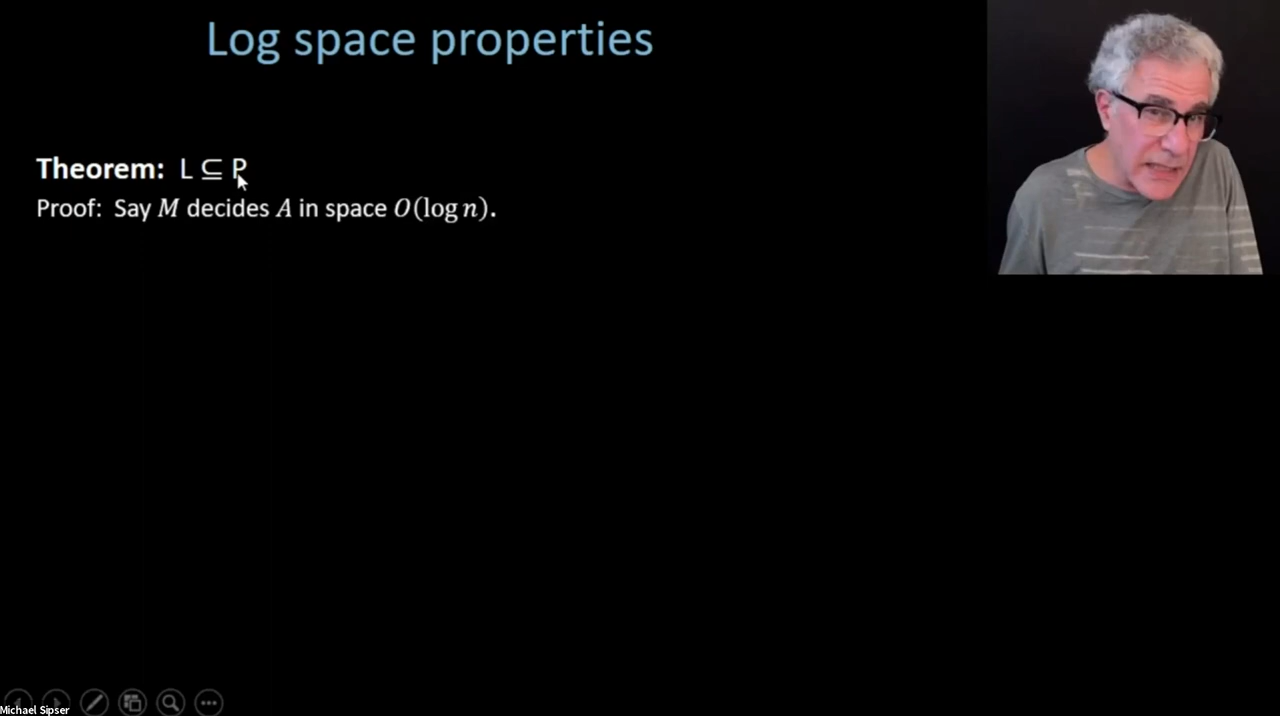 Log space properties
Theorem: L ⊆ P
Proof: Say M decides A in space O(log n).
Michael Sipser